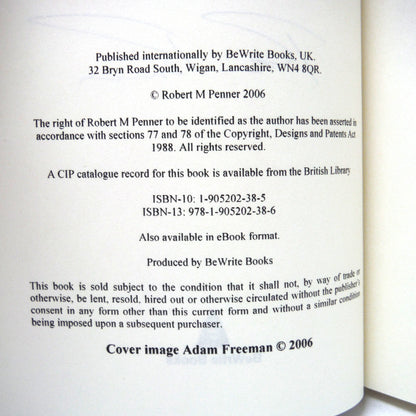 Published internationally by BeWrite Books, UK.
32 Bryn Road South, Wigan, Lancashire, WN4 8QR.
© Robert M Penner 2006
The right of Robert M Penner to be identified as the author has been asserted in
accordance with sections 77 and 78 of the Copyright, Designs and Patents Act
1988. All rights reserved.
A CIP catalogue record for this book is available from the British Library
ISBN-10: 1-905202-38-5
ISBN-13: 978-1-905202-38-6
Also available in eBook format.
Produced by BeWrite Books
This book is sold subject to the condition that it shall not, by way of trade or
otherwise, be lent, resold, hired out or otherwise circulated without the publisher's
consent in any form other than this current form and without a similar condition
being imposed upon a subsequent purchaser.
Cover image Adam Freeman © 2006